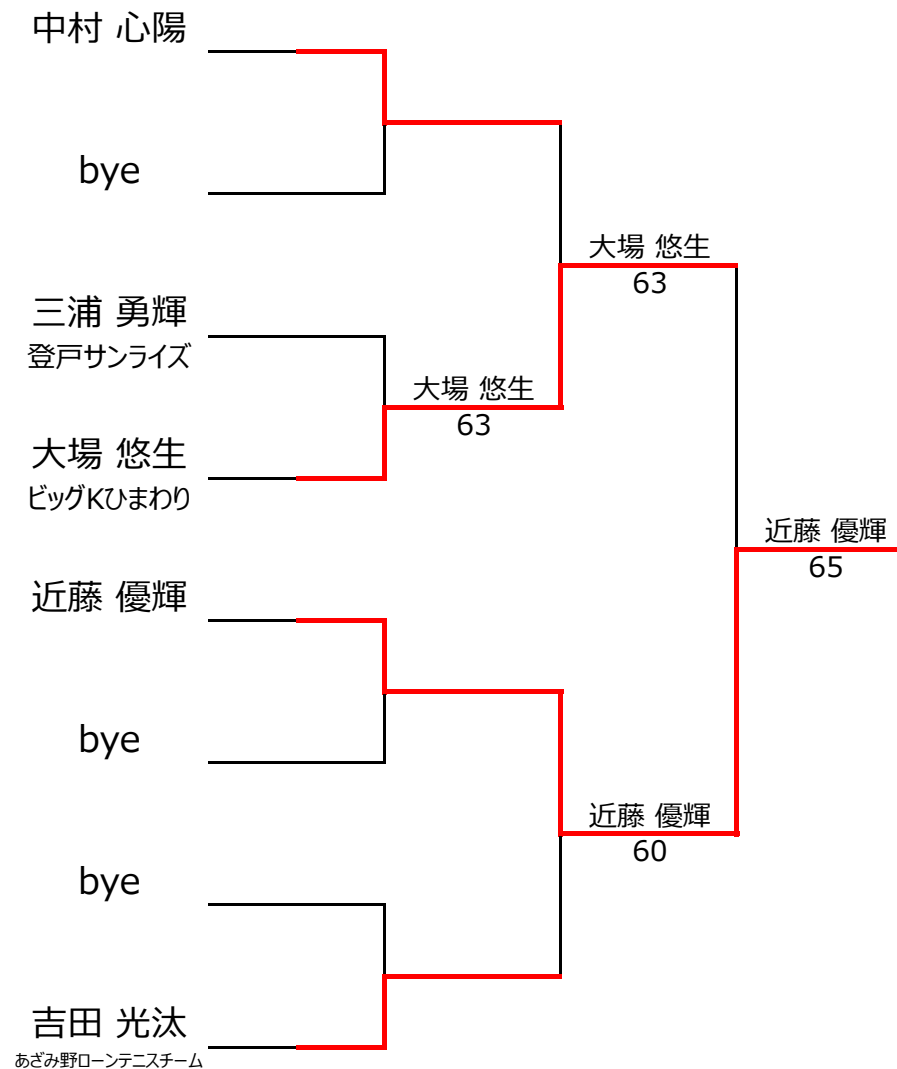 中村 心陽
bye
三浦 勇輝
登戸サンライズ
大場 悠生
ビッグKひまわり
近藤 優輝
bye
bye
吉田 光汰
あざみ野ローンテニスチーム
大場 悠生
63
大場 悠生
63
近藤 優輝
60
近藤 優輝
65